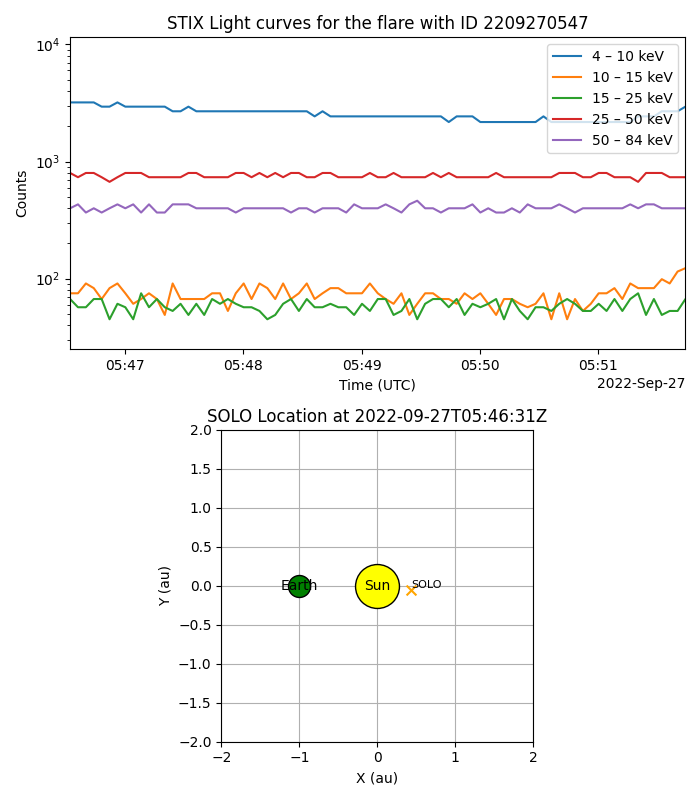 STIX Light curves for the flare with ID 2209270547
10⁴
10³
10²
Counts
4 – 10 keV
10 – 15 keV
15 – 25 keV
25 – 50 keV
50 – 84 keV
05:47 05:48 05:49 05:50 05:51
Time (UTC)
2022-Sep-27
SOLO Location at 2022-09-27T05:46:31Z
2.0
1.5
1.0
0.5
0.0
−0.5
−1.0
−1.5
−2.0
Y (au)
Earth Sun SOLO
−2 −1 0 1 2
X (au)